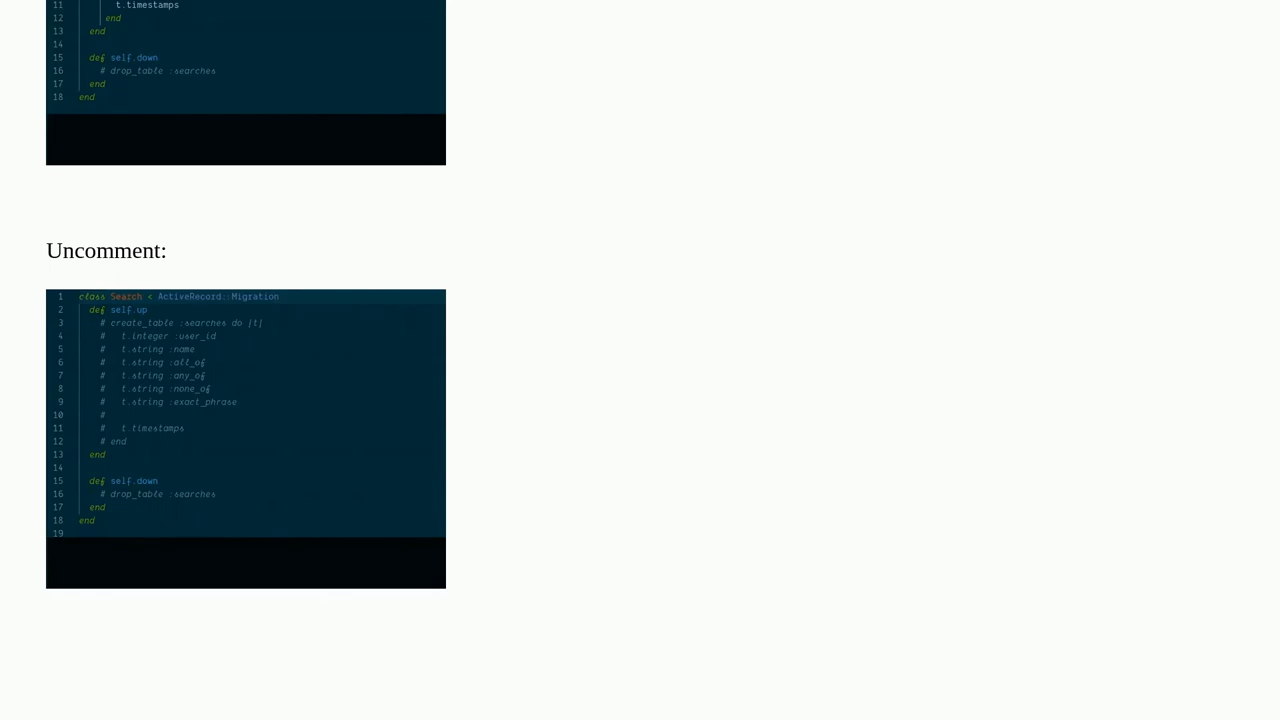 11 t.timestamps
12 end
13 end
14
15 def self.down
16 # drop_table :searches
17 end
18 end
Uncomment:
1 class Search < ActiveRecord::Migration
2 def self.up
3 # create_table :searches do |t|
4 # t.integer :user_id
5 # t.string :name
6 # t.string :all_of
7 # t.string :any_of
8 # t.string :none_of
9 # t.string :exact_phrase
10 #
11 # t.timestamps
12 # end
13 end
14
15 def self.down
16 # drop_table :searches
17 end
18 end
19